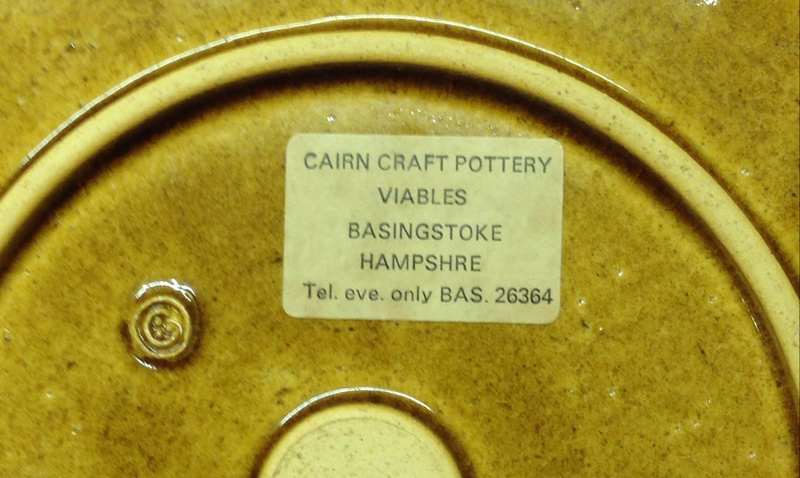 CAIRN CRAFT POTTERY
VIABLES
BASINGSTOKE
HAMPSHRE
Tel. eve. only BAS. 26364